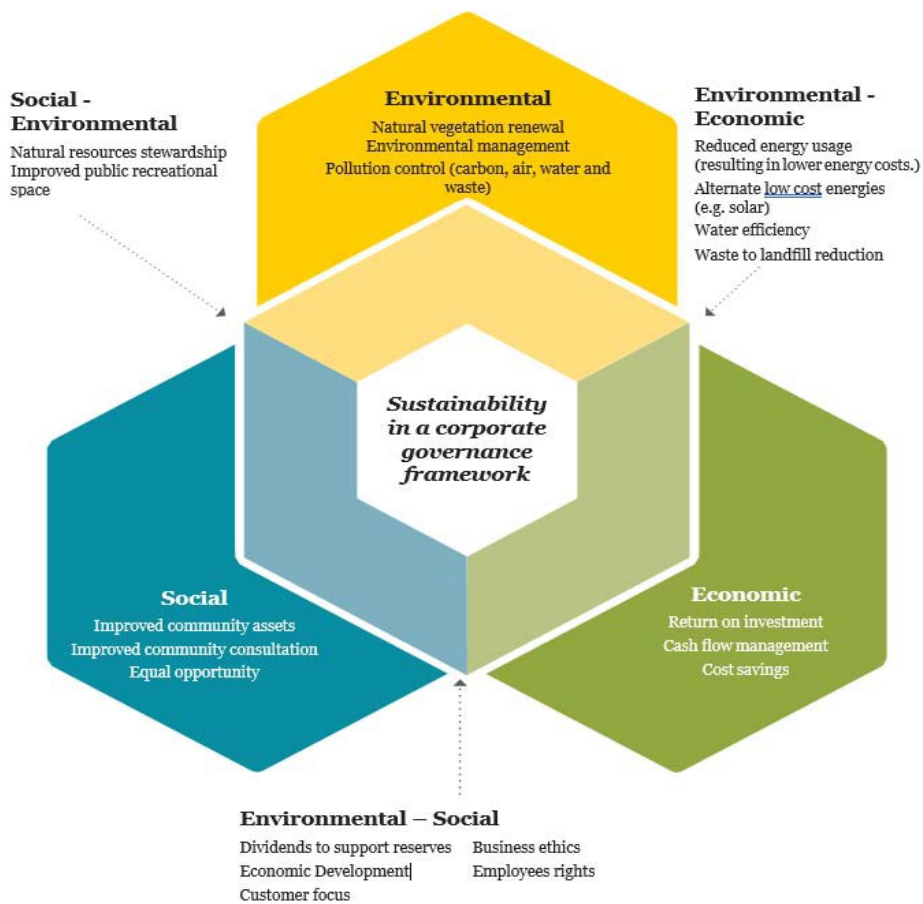 Social -
Environmental
Natural resources stewardship
Improved public recreational
space
Environmental
Natural vegetation renewal
Environmental management
Pollution control (carbon, air, water and
waste)
Environmental -
Economic
Reduced energy usage
(resulting in lower energy costs.)
Alternate low cost energies
(e.g. solar)
Water efficiency
Waste to landfill reduction
Sustainability
in a corporate
governance
framework
Social
Improved community assets
Improved community consultation
Equal opportunity
Economic
Return on investment
Cash flow management
Cost savings
Environmental – Social
Dividends to support reserves
Economic Development
Customer focus
Business ethics
Employees rights